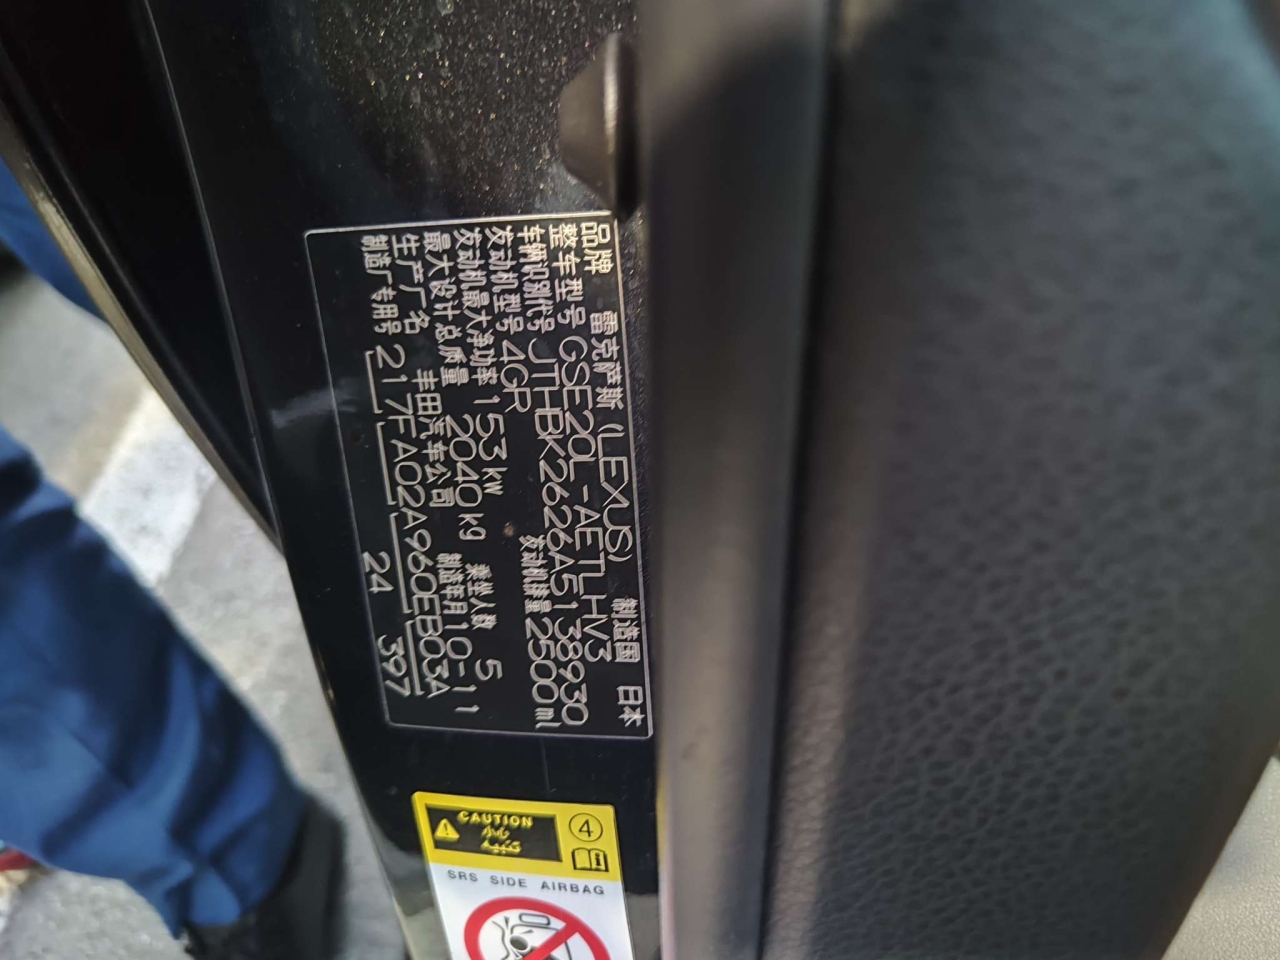 品牌 雷克萨斯(LEXUS) 制造国 日本
整车型号 GSE20L-AETLHV3
车辆识别代号 JTHBK2626A5138930
发动机型号 4GR 发动机排量 2500ml
发动机最大净功率 153kw
最大设计总质量 2040kg 乘坐人数 5
生产厂名 丰田汽车公司 制造年月 10-11
制造厂专用号 217FA02A960EB03A
24 397
CAUTION
تنبيه
4
SRS SIDE AIRBAG